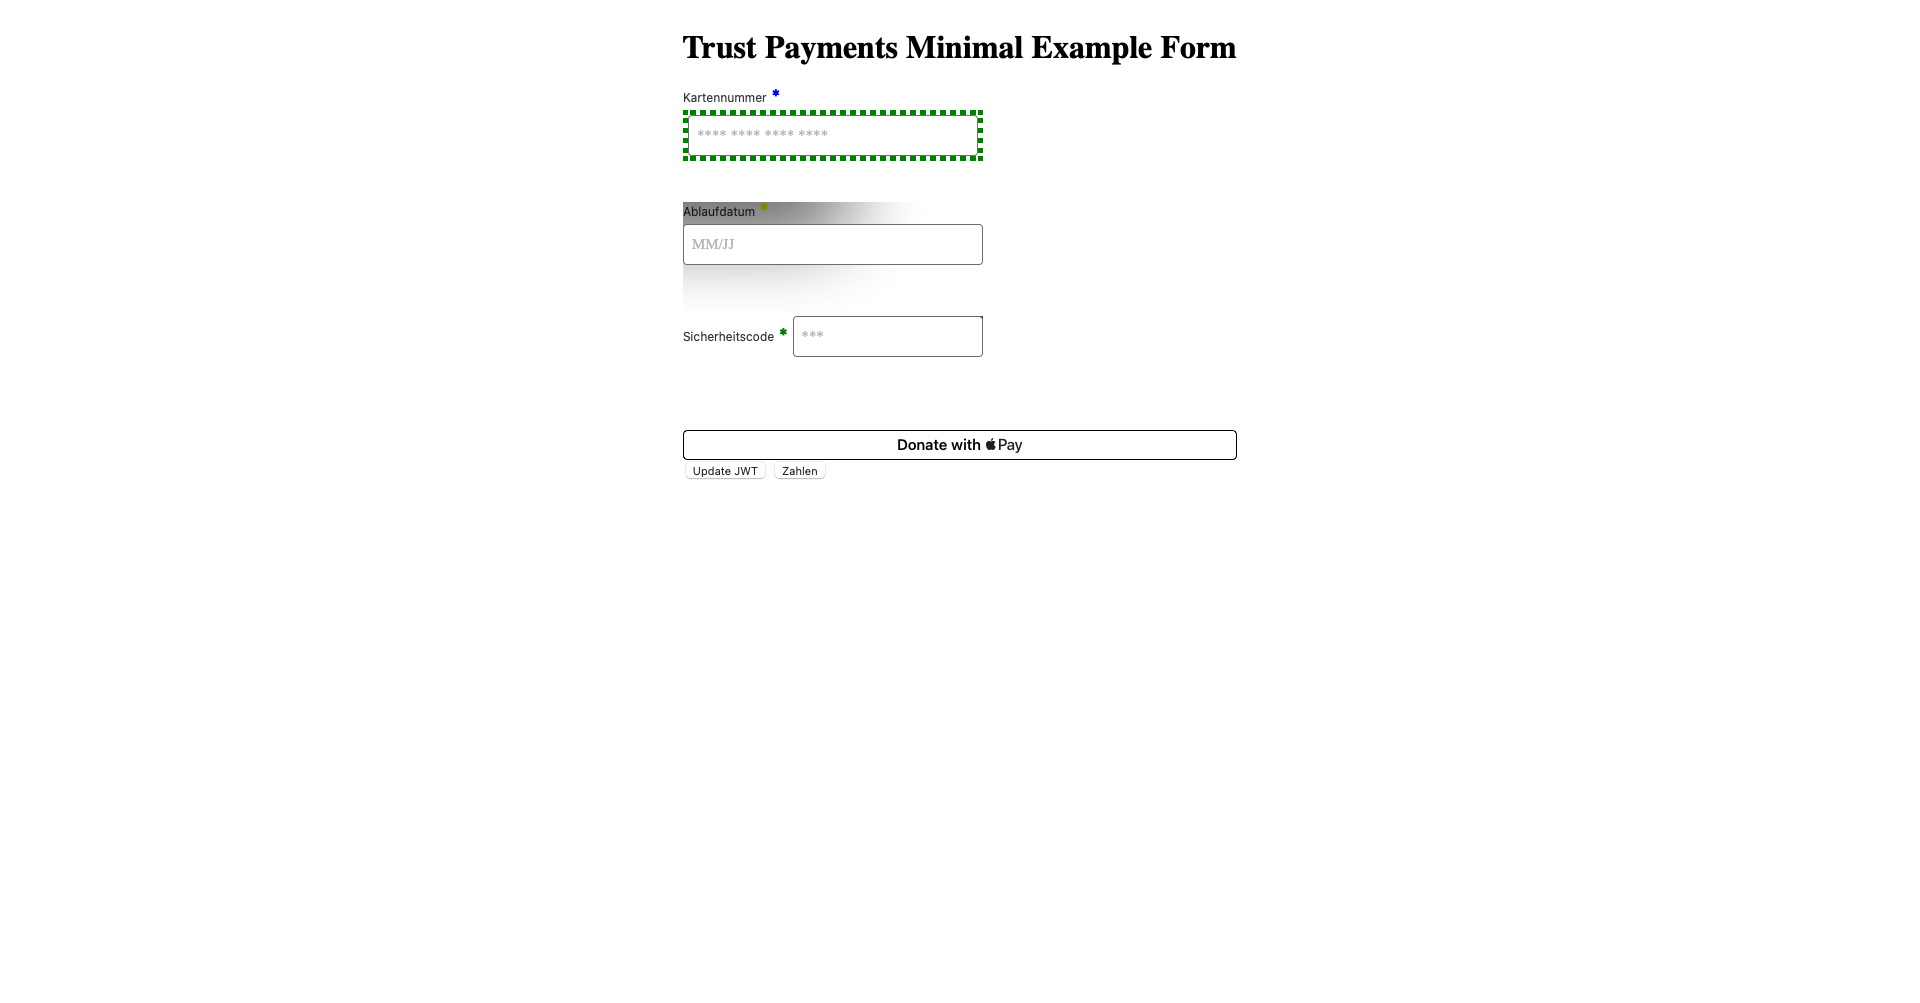 Trust Payments Minimal Example Form
Kartennummer *
**** **** **** ****
Ablaufdatum *
MM/JJ
Sicherheitscode * ***
Donate with Pay
Update JWT Zahlen